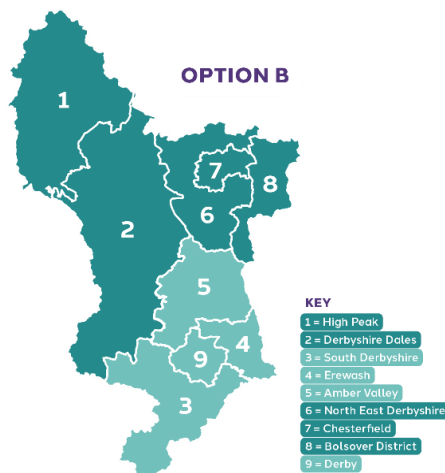 OPTION B
1
2
7
8
6
5
4
9
3
KEY
1 = High Peak
2 = Derbyshire Dales
3 = South Derbyshire
4 = Erewash
5 = Amber Valley
6 = North East Derbyshire
7 = Chesterfield
8 = Bolsover District
9 = Derby